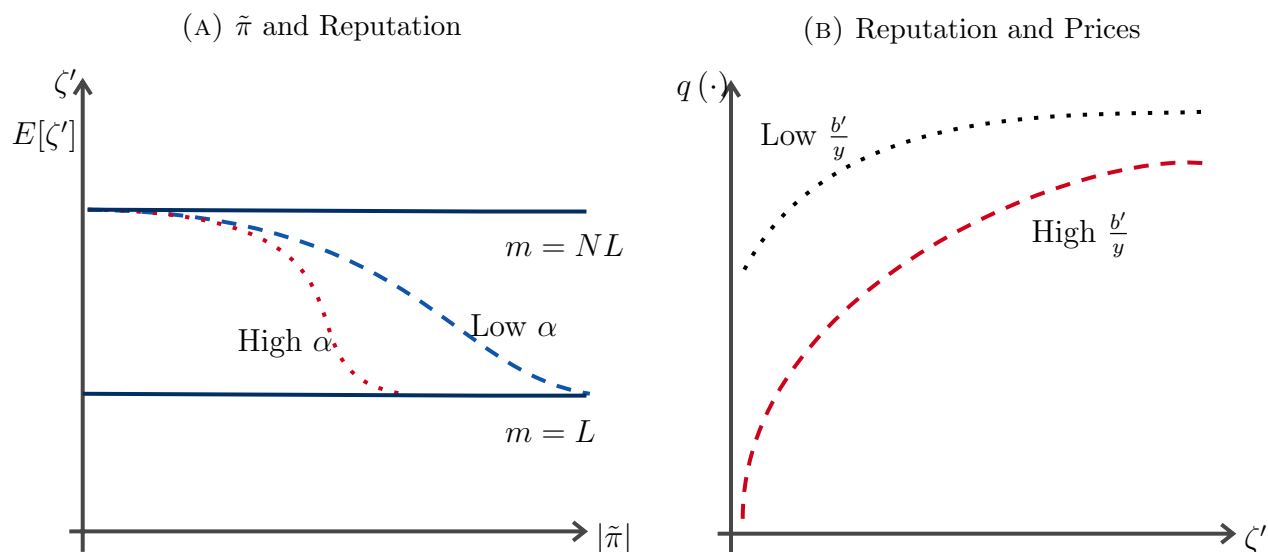 (A) π̃ and Reputation
ζ′
E[ζ′]
m = NL
High α
Low α
m = L
|π̃|
(B) Reputation and Prices
q (·)
Low b′/y
High b′/y
ζ′